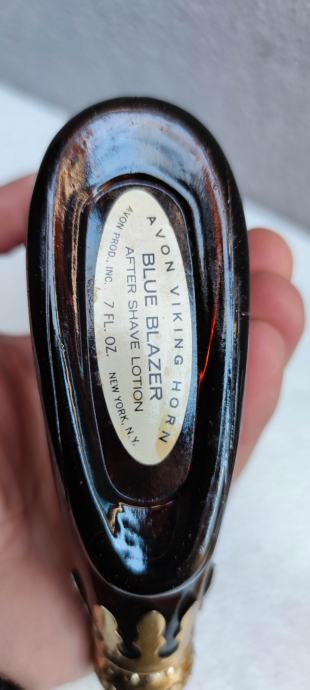 AVON VIKING HORN
BLUE BLAZER
AFTER SHAVE LOTION
AVON PROD., INC. 7 FL. OZ. NEW YORK, N.Y.